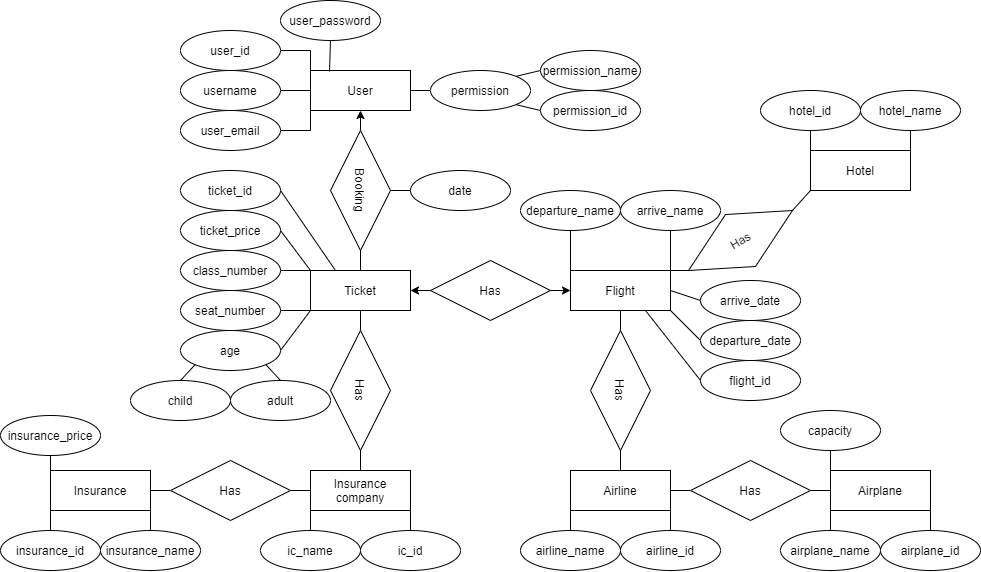 user_password
user_id
username
user_email
User
permission
permission_name
permission_id
hotel_id
hotel_name
Hotel
Booking
date
ticket_id
ticket_price
class_number
seat_number
age
child
adult
Ticket
Has
departure_name
arrive_name
Has
Flight
arrive_date
departure_date
flight_id
Has
Has
insurance_price
Insurance
Has
Insurance
company
insurance_id
insurance_name
ic_name
ic_id
capacity
Airline
Has
Airplane
airline_name
airline_id
airplane_name
airplane_id